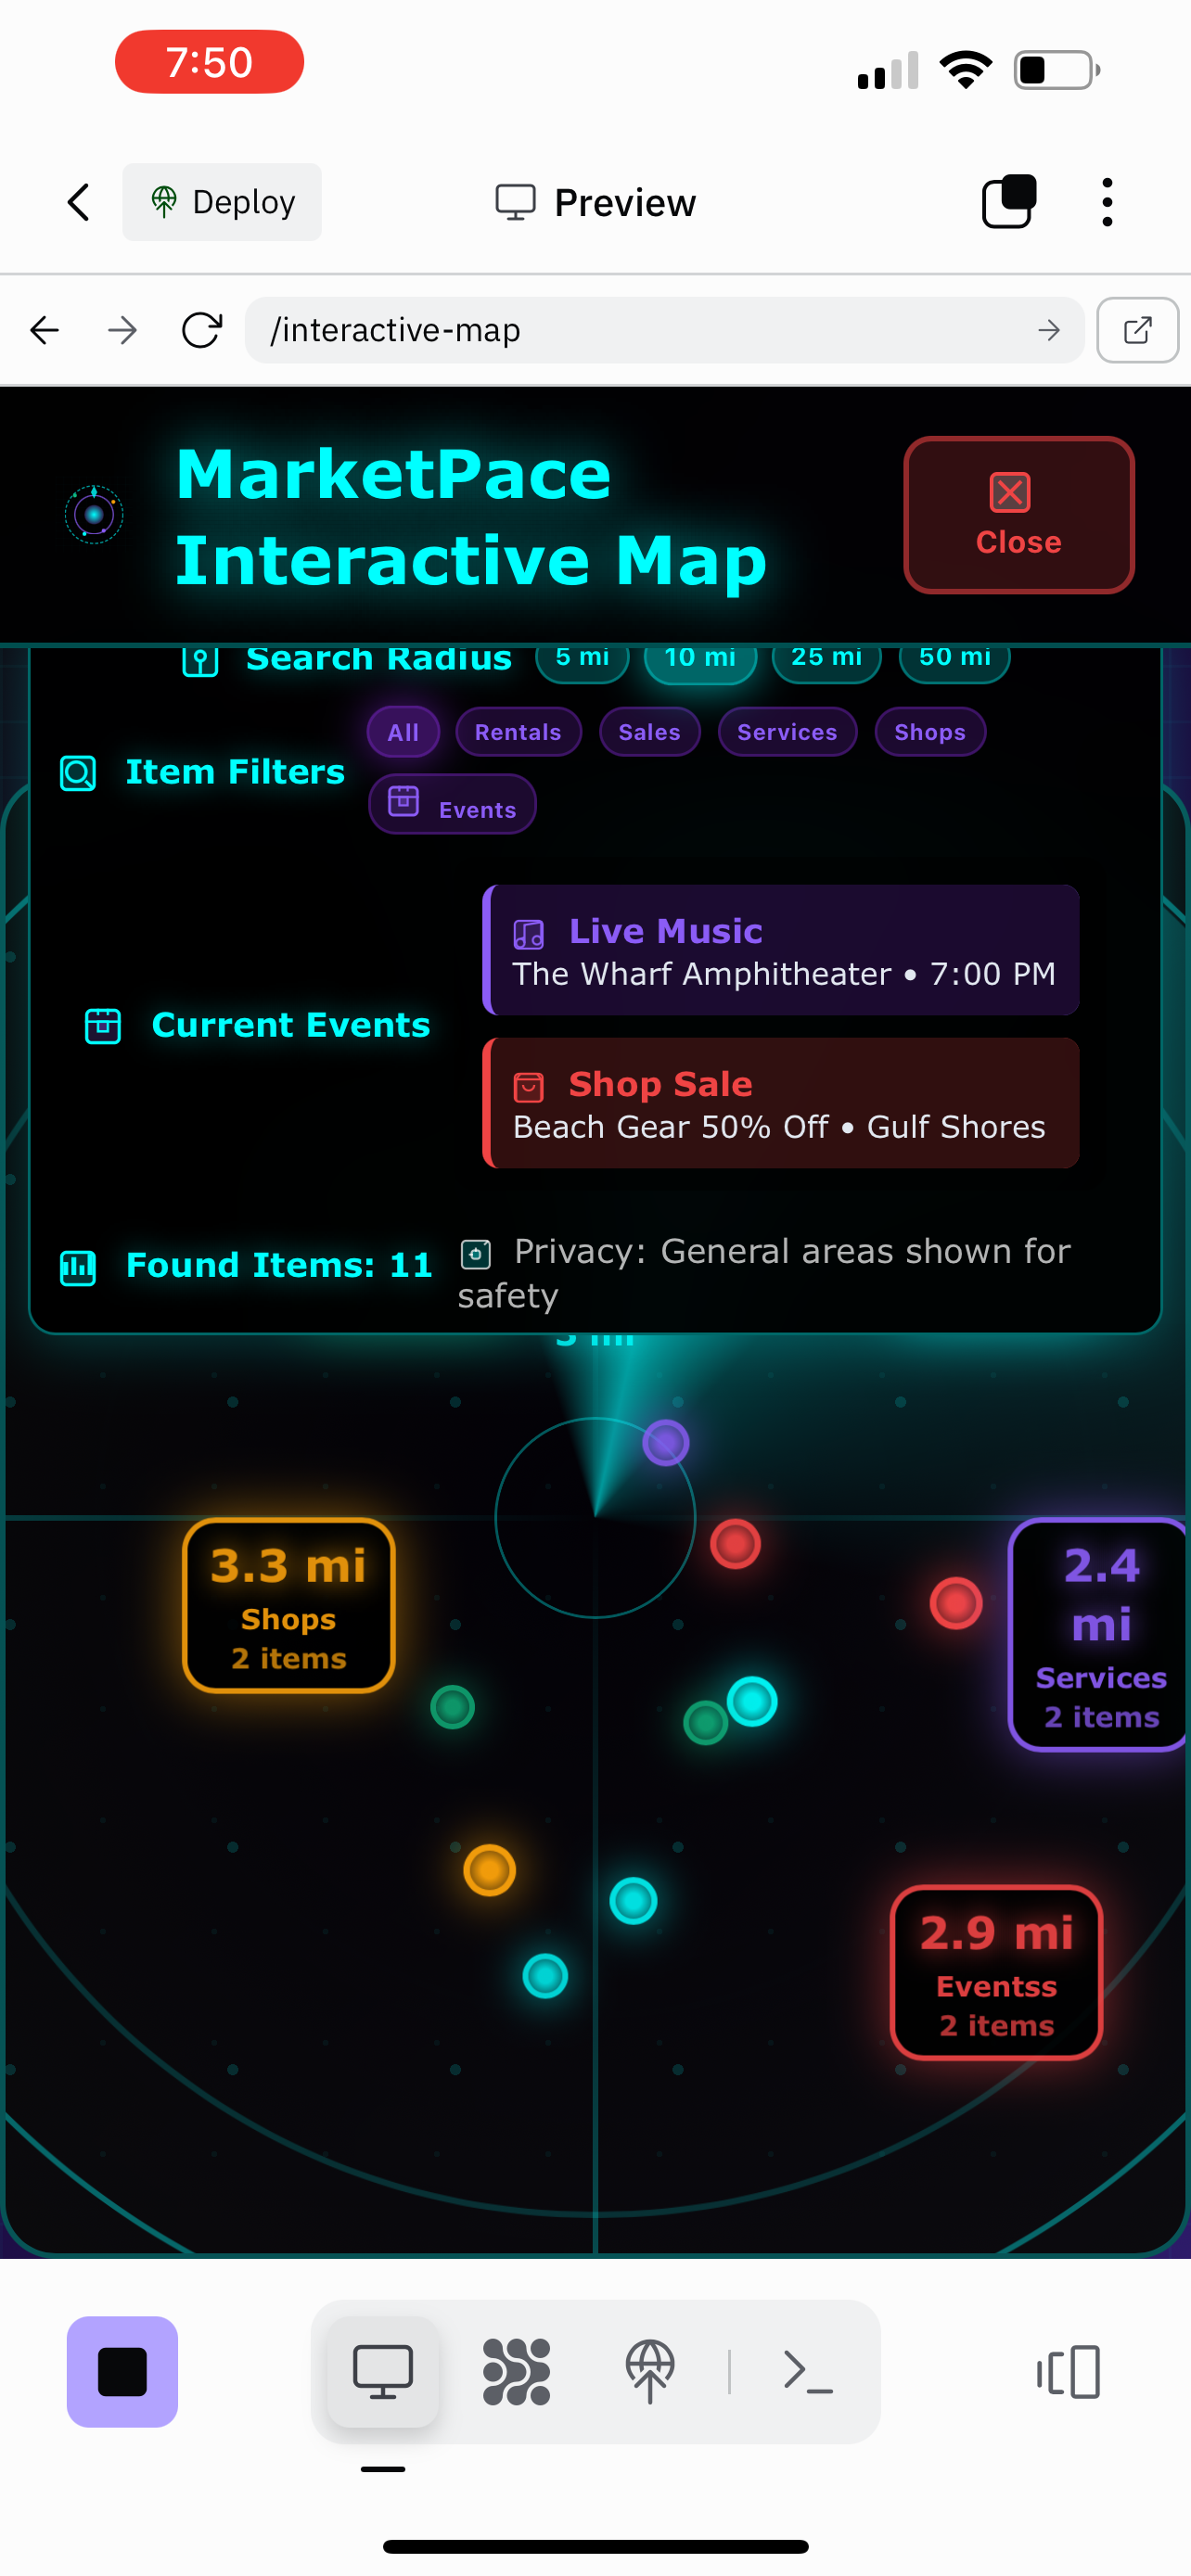 7:50
Deploy
Preview
/interactive-map
MarketPace
Interactive Map
Close
Search Radius 5 mi 10 mi 25 mi 50 mi
All Rentals Sales Services Shops
Item Filters
Events
Live Music
The Wharf Amphitheater • 7:00 PM
Current Events
Shop Sale
Beach Gear 50% Off • Gulf Shores
Found Items: 11
Privacy: General areas shown for
safety
3.3 mi
Shops
2 items
2.4
mi
Services
2 items
2.9 mi
Eventss
2 items